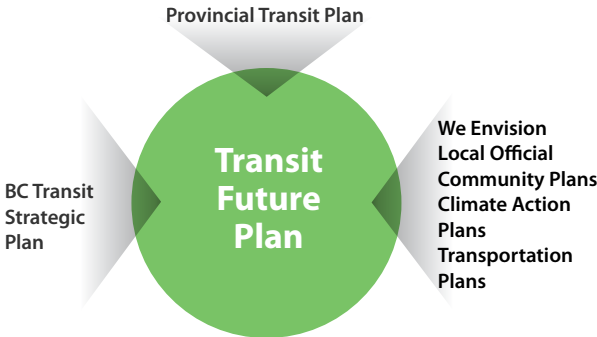 Provincial Transit Plan
Transit
Future
Plan
BC Transit
Strategic
Plan
We Envision
Local Official
Community Plans
Climate Action
Plans
Transportation
Plans